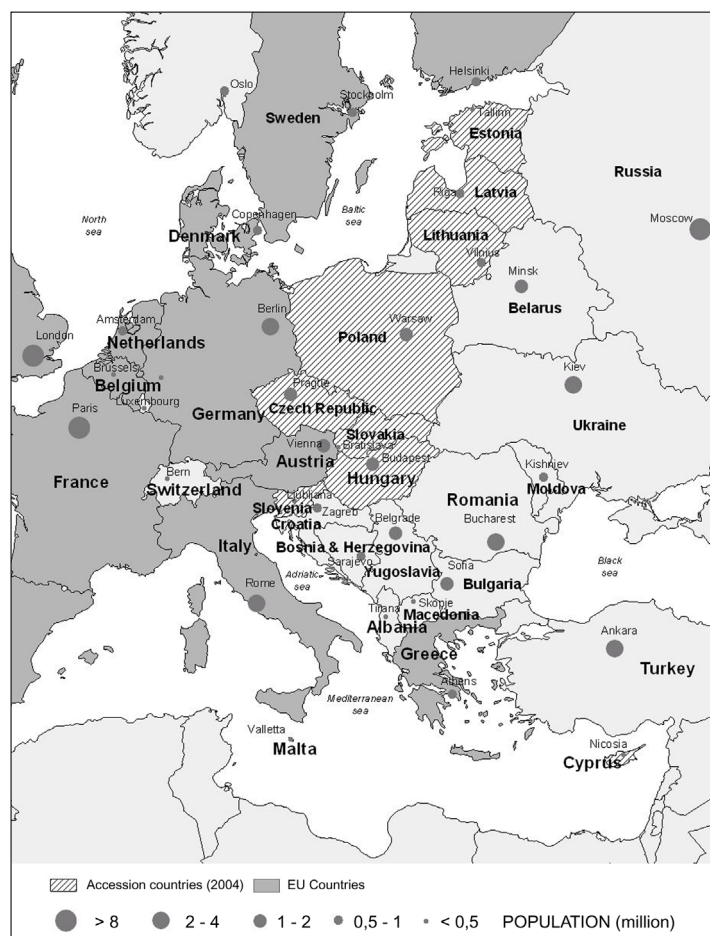 Oslo
Helsinki
Stockholm
Sweden
Tallinn
Estonia
Russia
Riga
Latvia
North
sea
Copenhagen
Baltic
sea
Moscow
Denmark
Lithuania
Vilnius
Minsk
Belarus
Berlin
Amsterdam
Warsaw
London
Netherlands
Poland
Brussels
Kiev
Belgium
Prague
Luxembourg
Paris
Germany
Czech Republic
Ukraine
Slovakia
Vienna
Bratislava
Austria
Budapest
Bern
Kishniev
France
Switzerland
Hungary
Moldova
Ljubljana
Romania
Slovenia
Zagreb
Croatia
Belgrade
Bucharest
Italy
Bosnia & Herzegovina
Sarajevo
Sofia
Black
sea
Adriatic
sea
Yugoslavia
Bulgaria
Rome
Tirana
Skopje
Macedonia
Albania
Ankara
Greece
Turkey
Athens
Mediterranean
sea
Valletta
Malta
Nicosia
Cyprus
Accession countries (2004)
EU Countries
> 8
2 - 4
1 - 2
0,5 - 1
< 0,5
POPULATION (million)